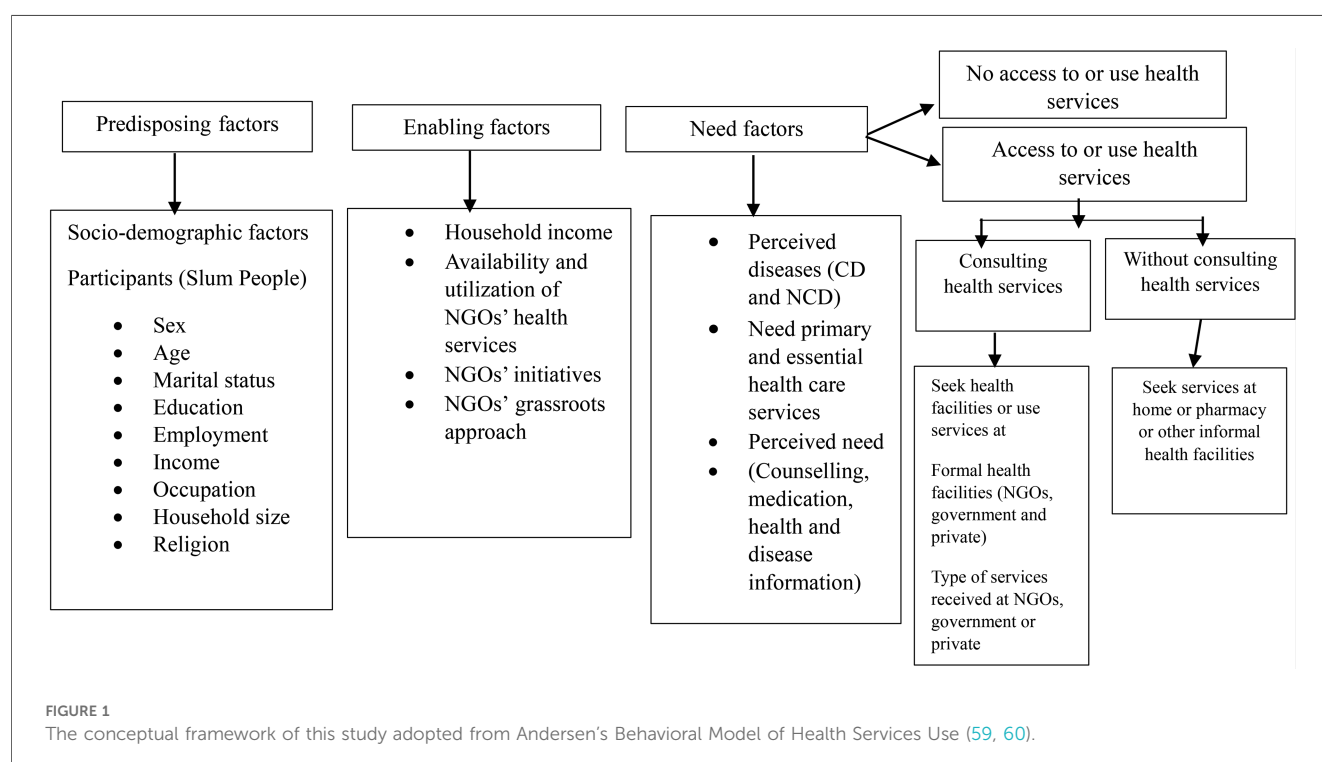 Predisposing factors
Socio-demographic factors
Participants (Slum People)
• Sex
• Age
• Marital status
• Education
• Employment
• Income
• Occupation
• Household size
• Religion
Enabling factors
• Household income
• Availability and
utilization of
NGOs' health
services
• NGOs' initiatives
• NGOs' grassroots
approach
Need factors
• Perceived
diseases (CD
and NCD)
• Need primary
and essential
health care
services
• Perceived need
• (Counselling,
medication,
health and
disease
information)
No access to or use health
services
Access to or use health
services
Consulting
health services
Seek health
facilities or use
services at
Formal health
facilities (NGOs,
government and
private)
Type of services
received at NGOs,
government or
private
Without consulting
health services
Seek services at
home or pharmacy
or other informal
health facilities
FIGURE 1
The conceptual framework of this study adopted from Andersen's Behavioral Model of Health Services Use (59, 60).